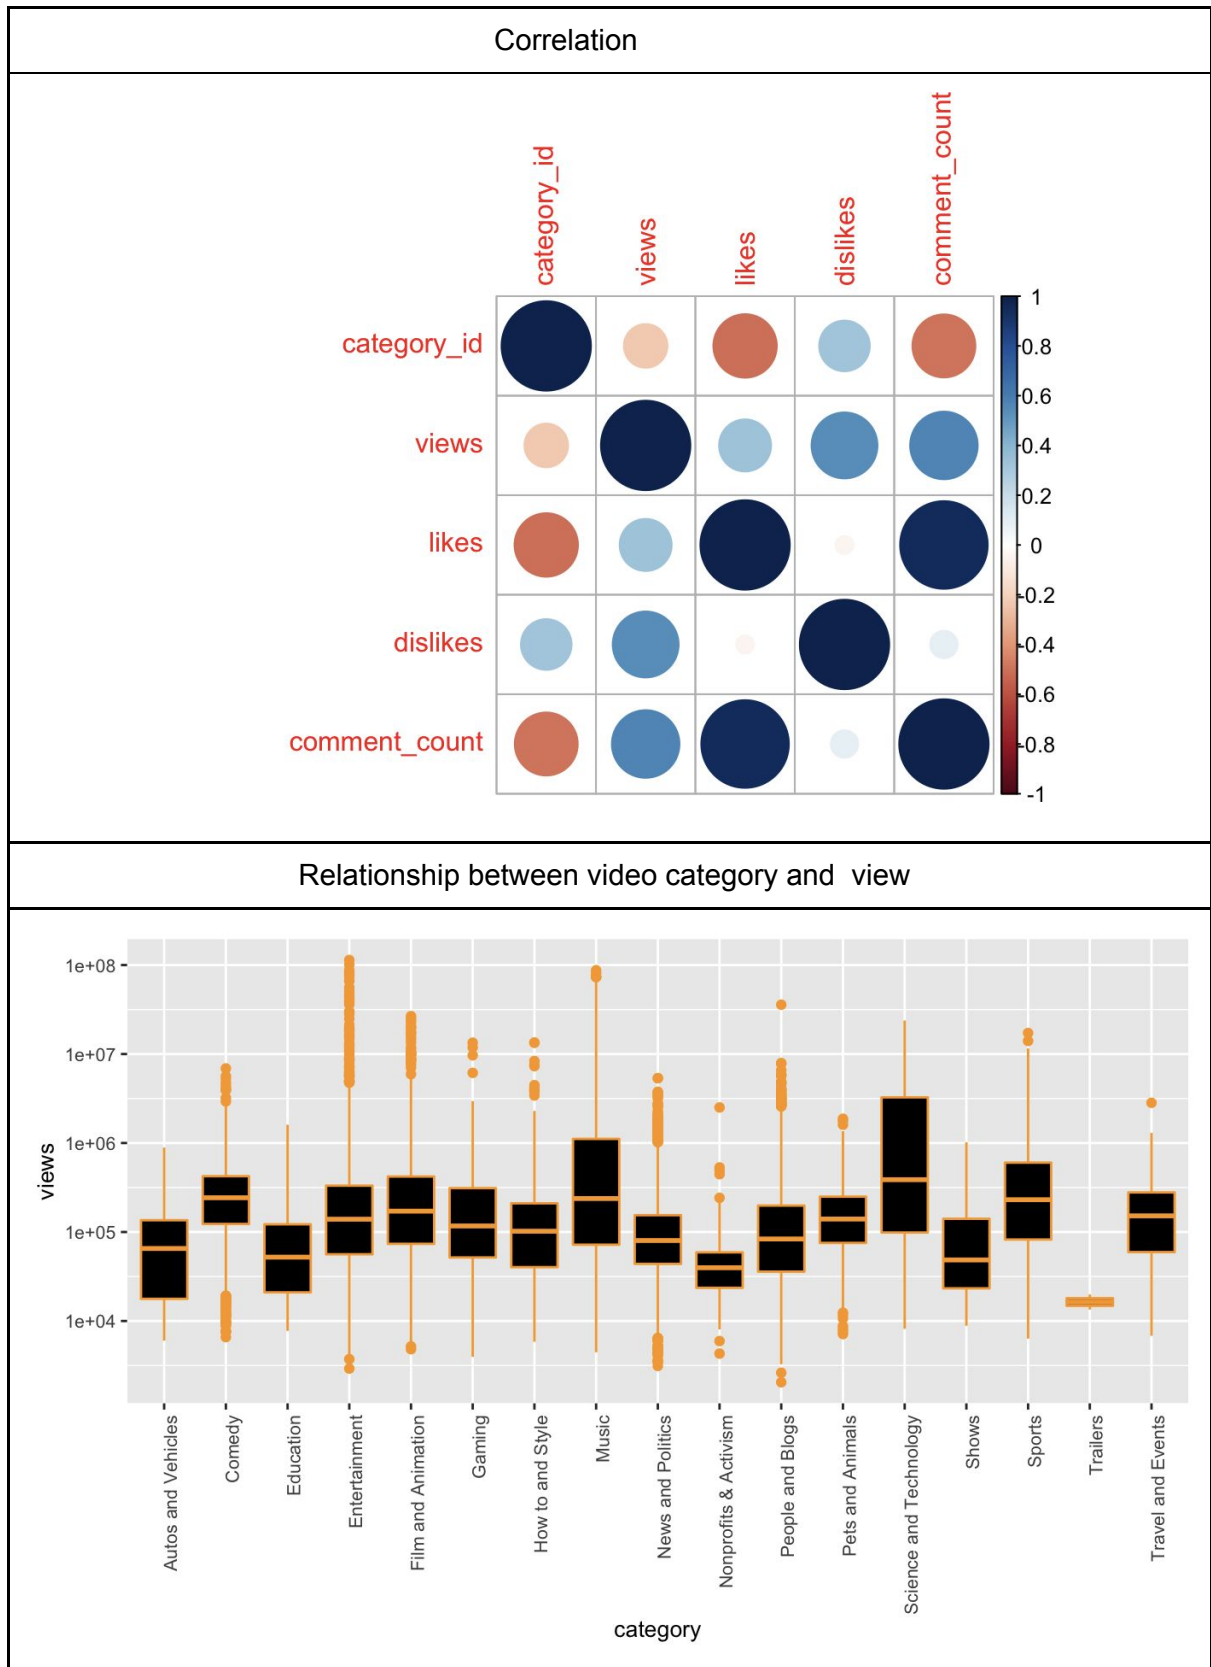 Correlation
category_id
views
likes
dislikes
comment_count
category_id
views
likes
dislikes
comment_count
1
0.8
0.6
0.4
0.2
0
-0.2
-0.4
-0.6
-0.8
-1
Relationship between video category and view
views
1e+08
1e+07
1e+06
1e+05
1e+04
Autos and Vehicles
Comedy
Education
Entertainment
Film and Animation
Gaming
How to and Style
Music
News and Politics
Nonprofits & Activism
People and Blogs
Pets and Animals
Science and Technology
Shows
Sports
Trailers
Travel and Events
category